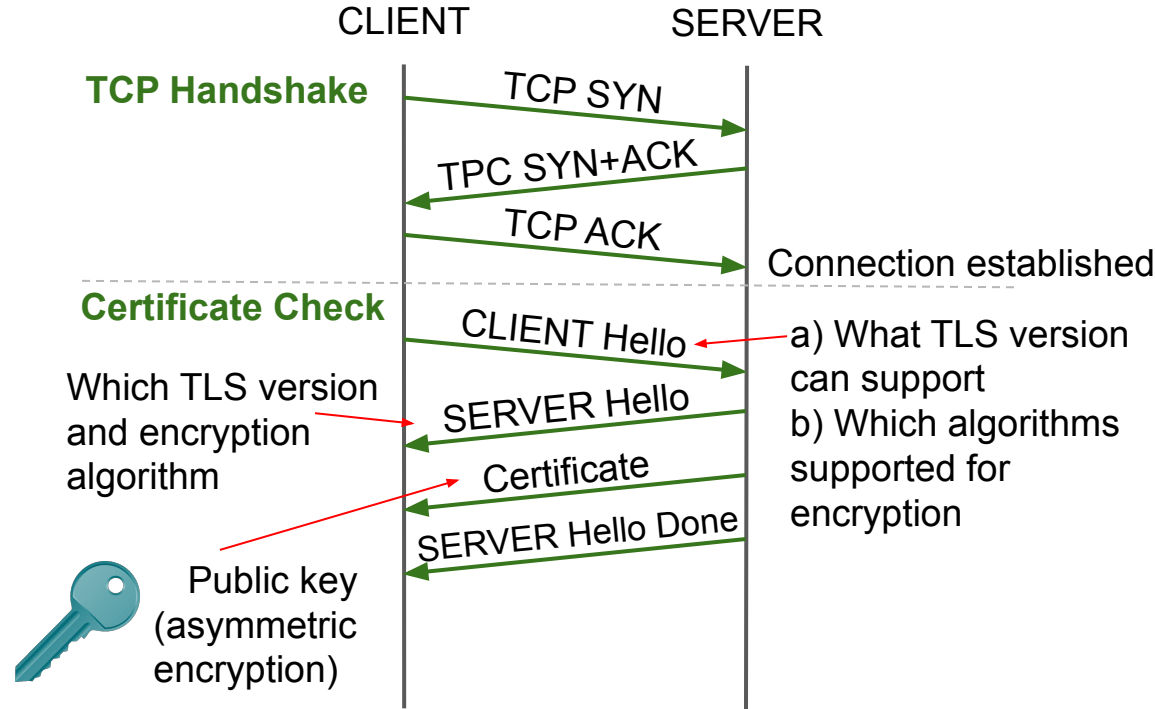 CLIENT
SERVER
TCP Handshake
TCP SYN
TPC SYN+ACK
TCP ACK
Connection established
Certificate Check
CLIENT Hello
a) What TLS version
can support
b) Which algorithms
supported for
encryption
Which TLS version
and encryption
algorithm
SERVER Hello
Certificate
SERVER Hello Done
Public key
(asymmetric
encryption)